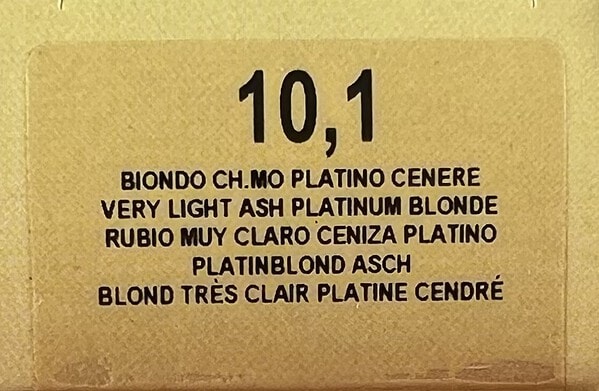 10,1
BIONDO CH.MO PLATINO CENERE
VERY LIGHT ASH PLATINUM BLONDE
RUBIO MUY CLARO CENIZA PLATINO
PLATINBLOND ASCH
BLOND TRÈS CLAIR PLATINE CENDRÉ